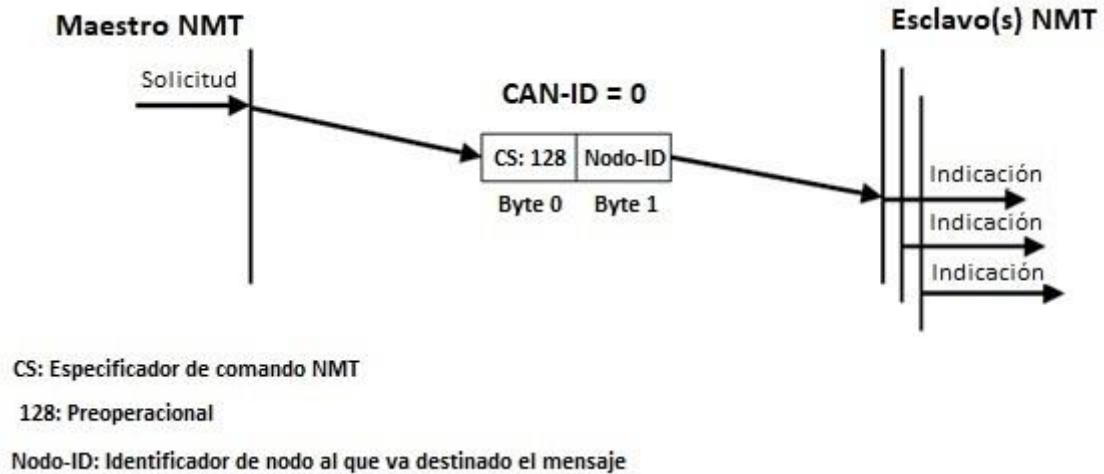 Maestro NMT
Esclavo(s) NMT
Solicitud
CAN-ID = 0
CS: 128 Nodo-ID
Byte 0 Byte 1
Indicación
Indicación
Indicación
CS: Especificador de comando NMT
128: Preoperacional
Nodo-ID: Identificador de nodo al que va destinado el mensaje